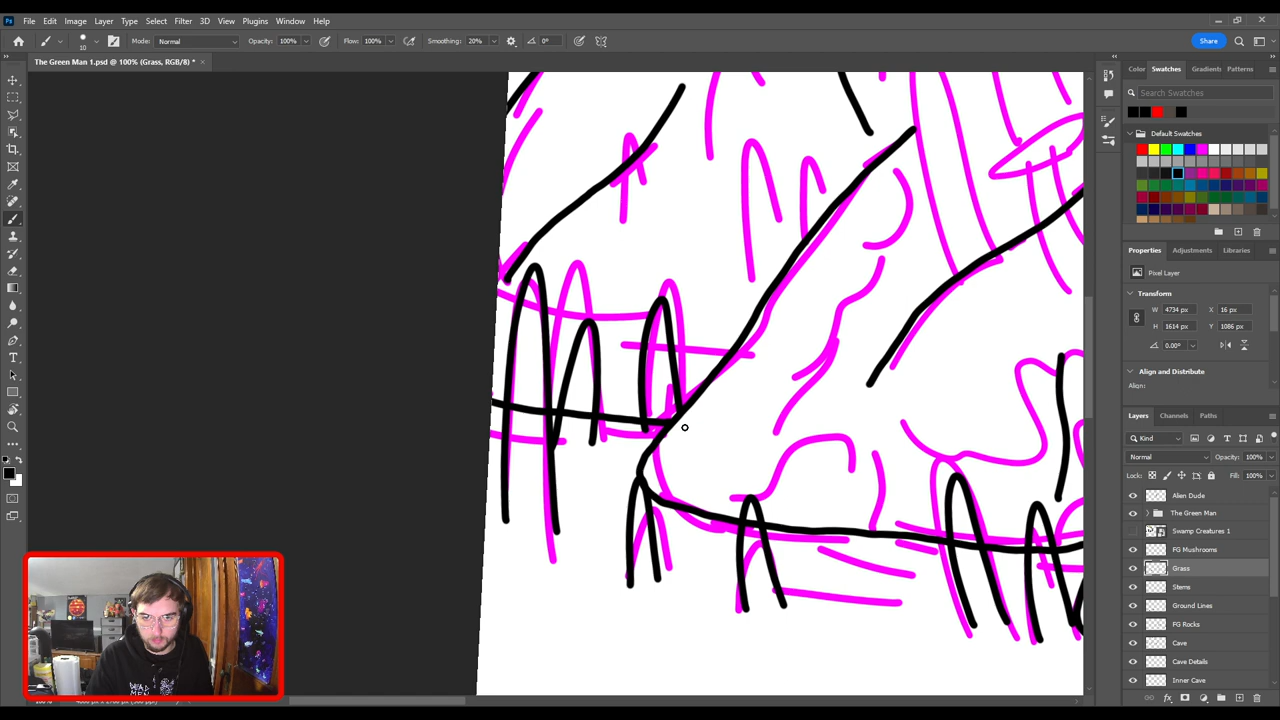 File Edit Image Layer Type Select Filter 3D View Plugins Window Help
10 Mode: Normal Opacity: 100% Flow: 100% Smoothing: 20% 0° Share
The Green Man 1.psd @ 100% (Grass, RGB/8) *
Color Swatches Gradients Patterns
Search Swatches
Default Swatches
Properties Adjustments Libraries
Pixel Layer
Transform
W 4734 px X 16 px
H 1614 px Y 1086 px
0.00°
Align and Distribute
Align:
Layers Channels Paths
Kind
Normal Opacity: 100%
Lock: Fill: 100%
Alien Dude
The Green Man
Swamp Creatures 1
FG Mushrooms
Grass
Stems
Ground Lines
FG Rocks
Cave
Cave Details
Inner Cave